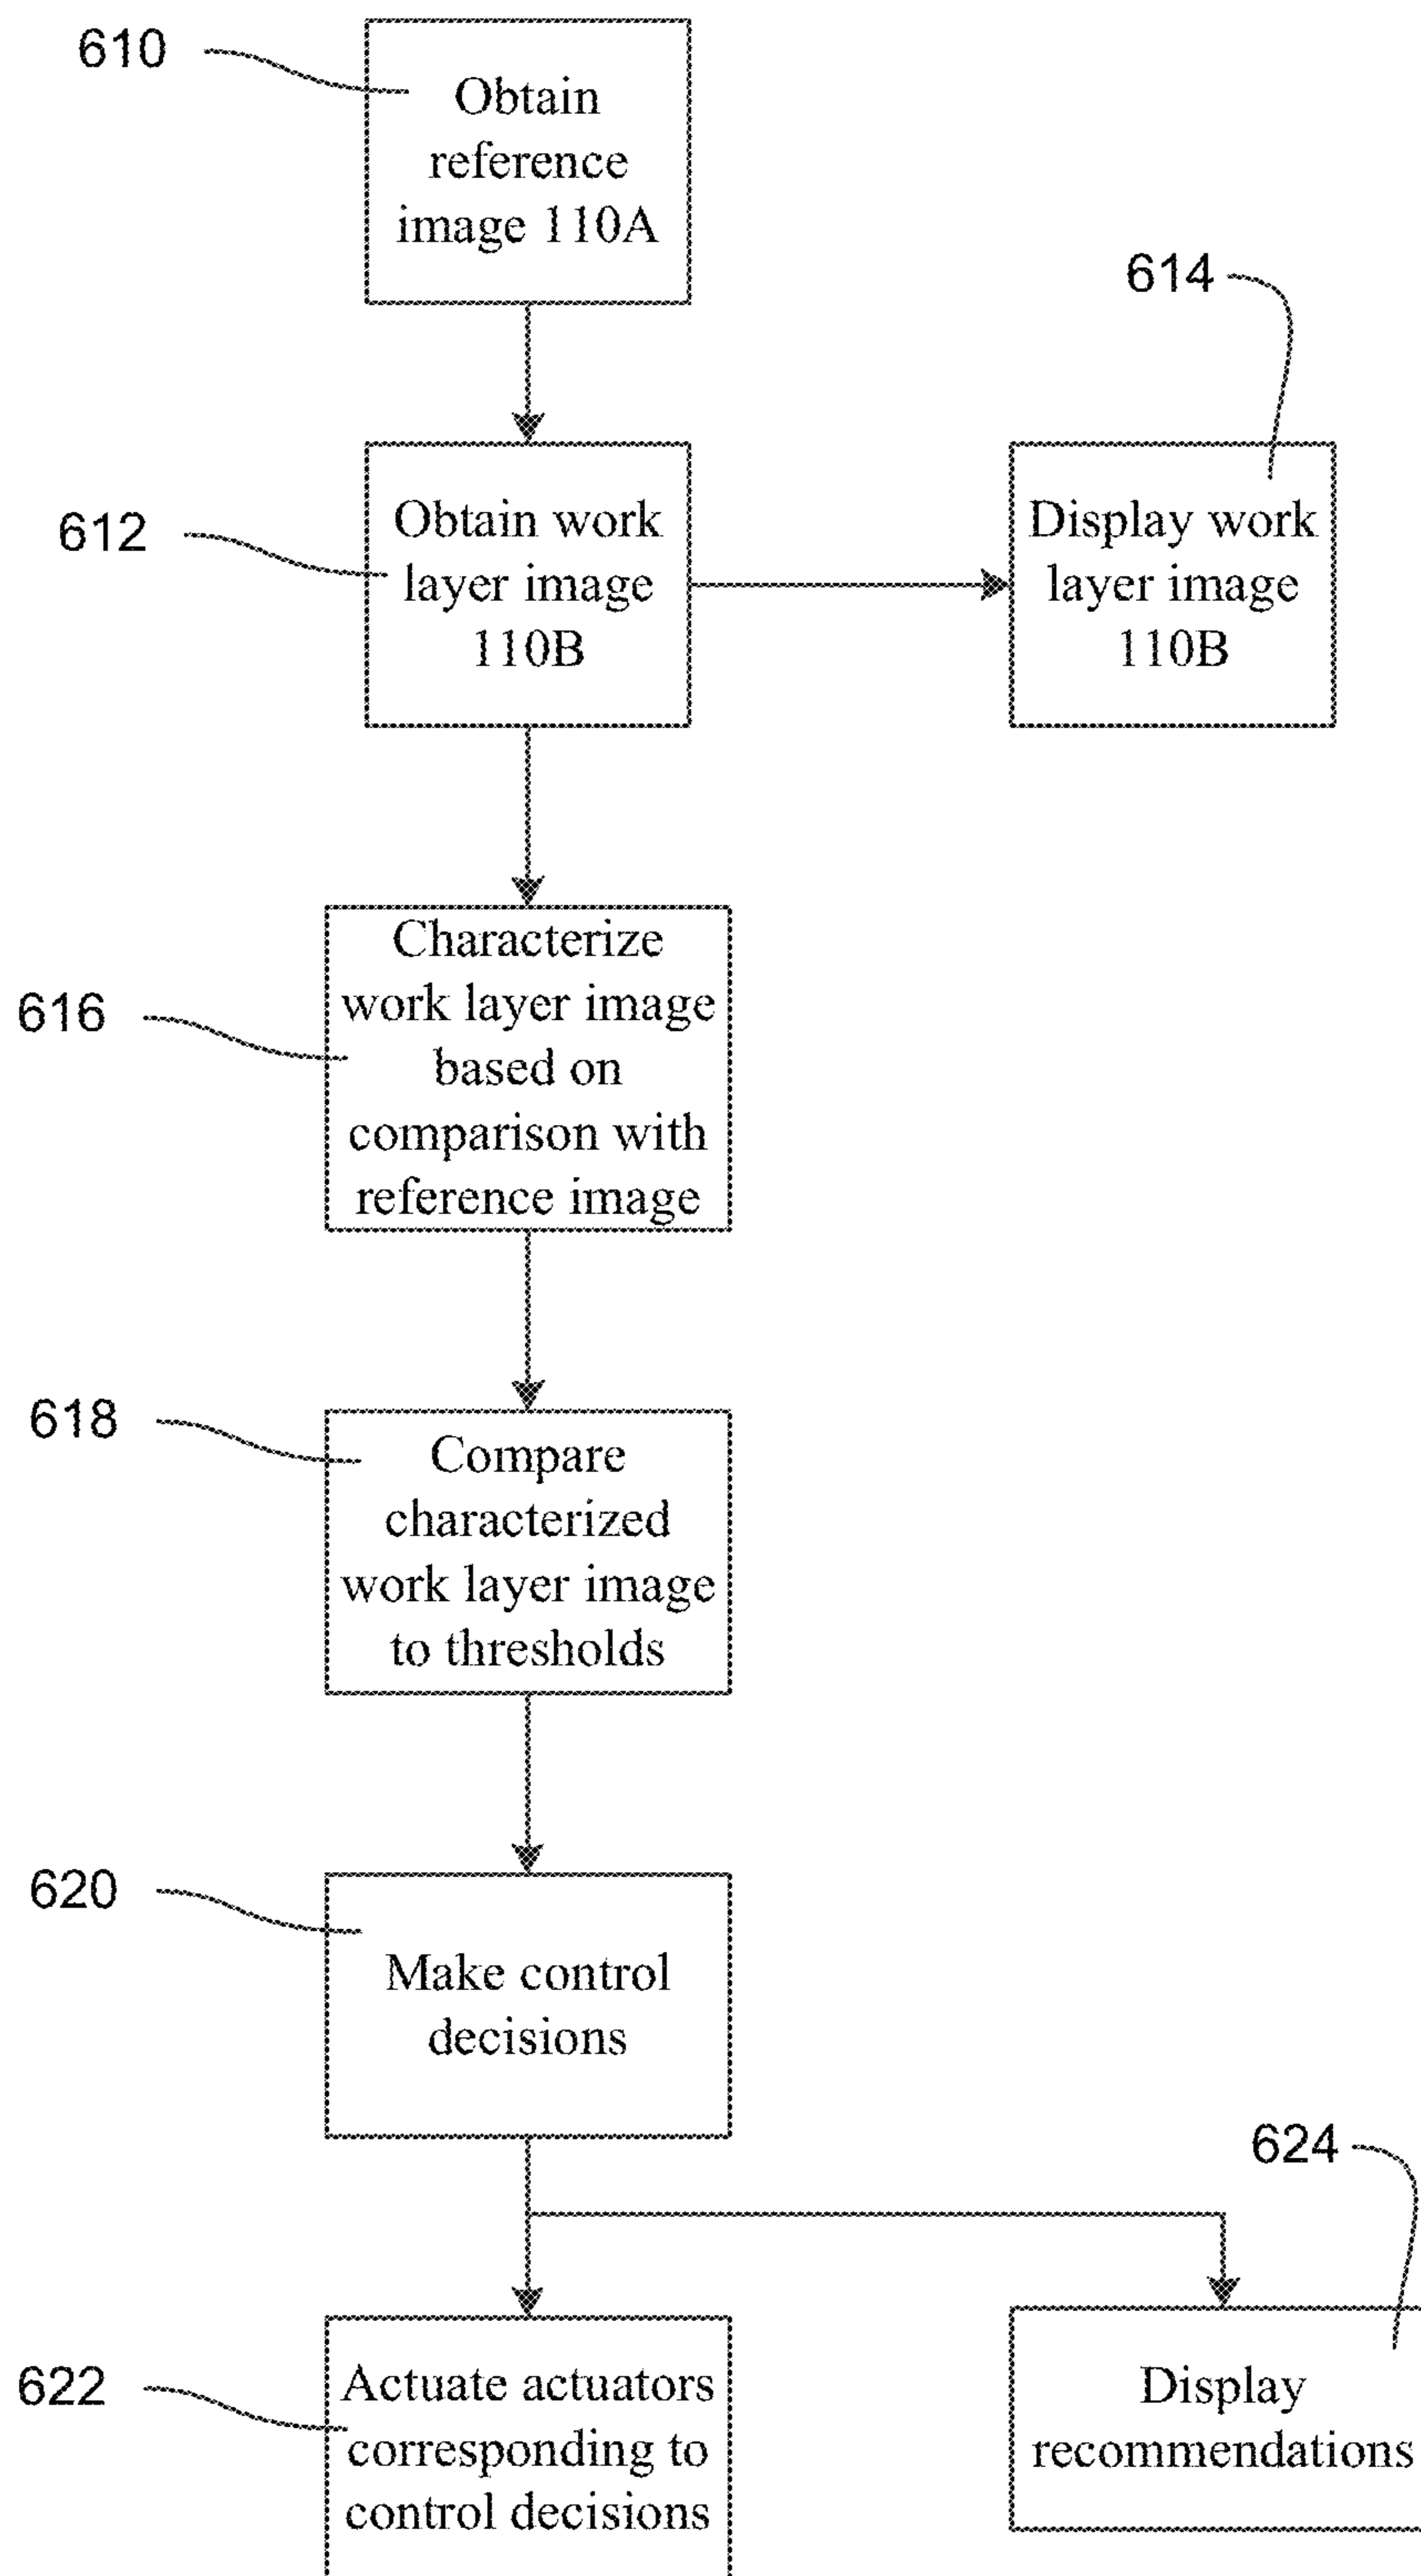 610
Obtain
reference
image 110A
614
612
Obtain work
layer image
110B
Display work
layer image
110B
616
Characterize
work layer image
based on
comparison with
reference image
618
Compare
characterized
work layer image
to thresholds
620
Make control
decisions
624
622
Actuate actuators
corresponding to
control decisions
Display
recommendations